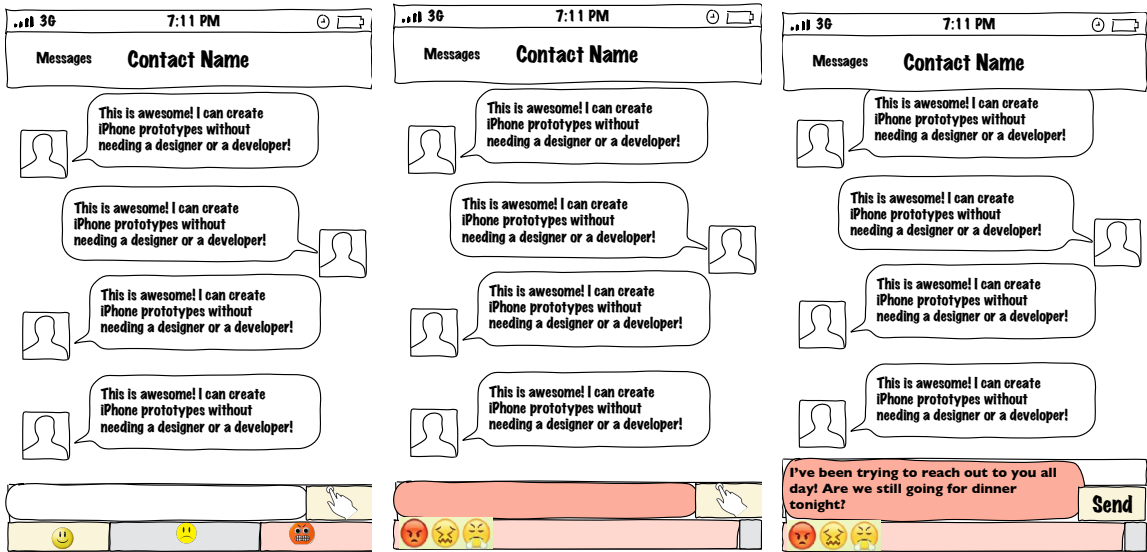 3G 7:11 PM
Messages Contact Name
This is awesome! I can create
iPhone prototypes without
needing a designer or a developer!
This is awesome! I can create
iPhone prototypes without
needing a designer or a developer!
This is awesome! I can create
iPhone prototypes without
needing a designer or a developer!
This is awesome! I can create
iPhone prototypes without
needing a designer or a developer!
3G 7:11 PM
Messages Contact Name
This is awesome! I can create
iPhone prototypes without
needing a designer or a developer!
This is awesome! I can create
iPhone prototypes without
needing a designer or a developer!
This is awesome! I can create
iPhone prototypes without
needing a designer or a developer!
This is awesome! I can create
iPhone prototypes without
needing a designer or a developer!
3G 7:11 PM
Messages Contact Name
This is awesome! I can create
iPhone prototypes without
needing a designer or a developer!
This is awesome! I can create
iPhone prototypes without
needing a designer or a developer!
This is awesome! I can create
iPhone prototypes without
needing a designer or a developer!
This is awesome! I can create
iPhone prototypes without
needing a designer or a developer!
I've been trying to reach out to you all
day! Are we still going for dinner
tonight?
Send